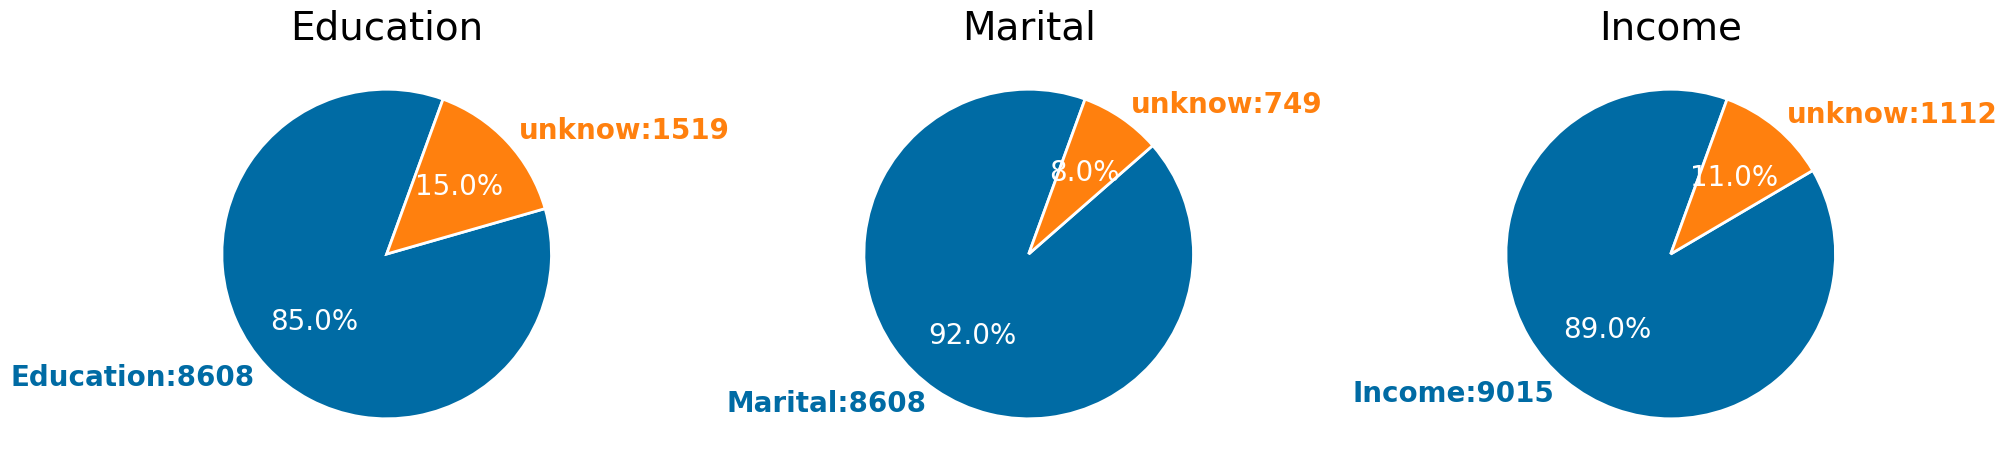 Education
unknow:1519
15.0%
85.0%
Education:8608
Marital
unknow:749
8.0%
92.0%
Marital:8608
Income
unknow:1112
11.0%
89.0%
Income:9015